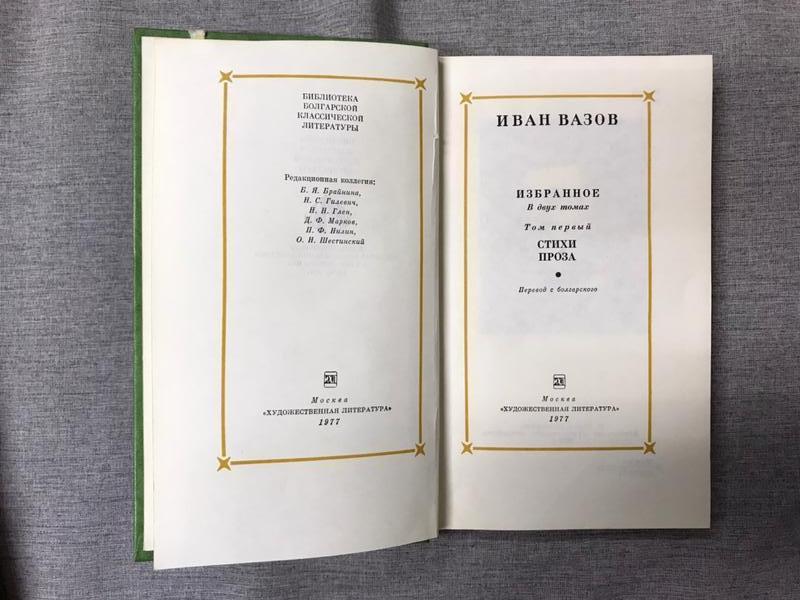 БИБЛИОТЕКА
БОЛГАРСКОЙ
КЛАССИЧЕСКОЙ
ЛИТЕРАТУРЫ
Редакционная коллегия:
Б. Я. Брайнина,
Н. С. Гилевич,
Н. Н. Глен,
Д. Ф. Марков,
П. Ф. Нилин,
О. Н. Шестинский
Москва
«ХУДОЖЕСТВЕННАЯ ЛИТЕРАТУРА»
1977
ИВАН ВАЗОВ
ИЗБРАННОЕ
В двух томах
Том первый
СТИХИ
ПРОЗА
Перевод с болгарского
Москва
«ХУДОЖЕСТВЕННАЯ ЛИТЕРАТУРА»
1977